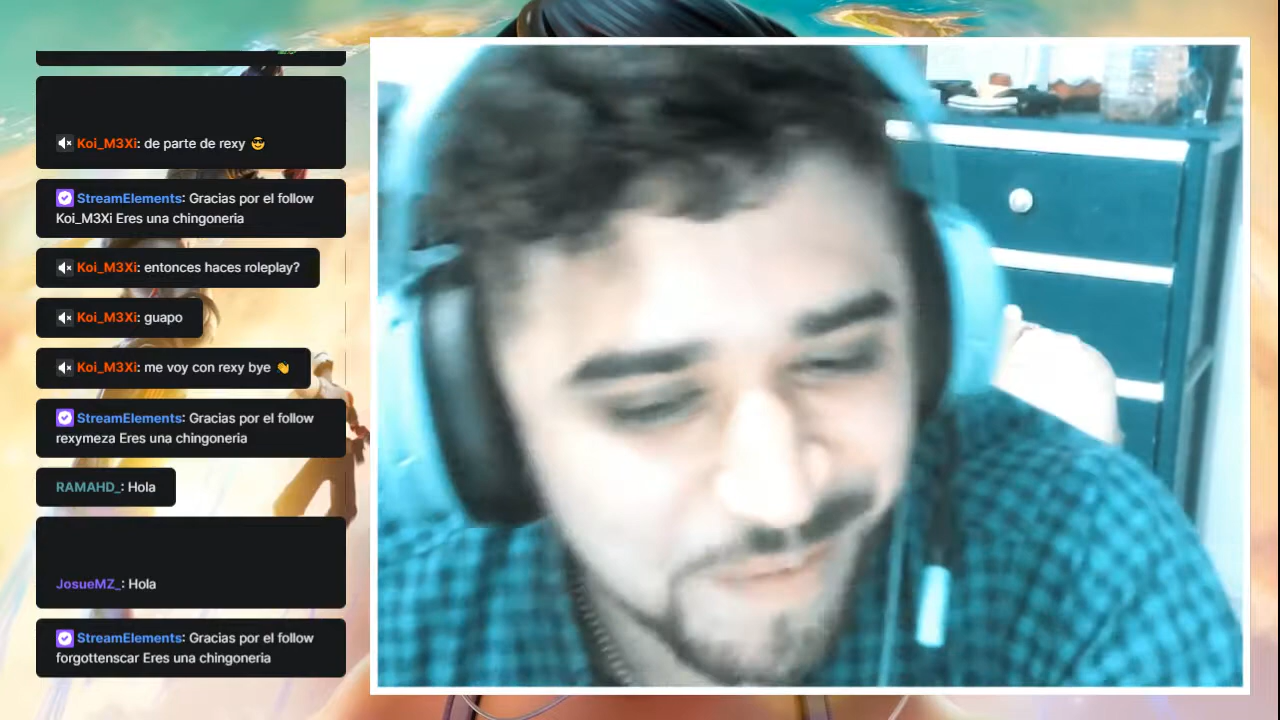 Koi_M3Xi: de parte de rexy 😎
StreamElements: Gracias por el follow
Koi_M3Xi Eres una chingoneria
Koi_M3Xi: entonces haces roleplay?
Koi_M3Xi: guapo
Koi_M3Xi: me voy con rexy bye 👋
StreamElements: Gracias por el follow
rexymeza Eres una chingoneria
RAMAHD_: Hola
JosueMZ_: Hola
StreamElements: Gracias por el follow
forgottenscar Eres una chingoneria